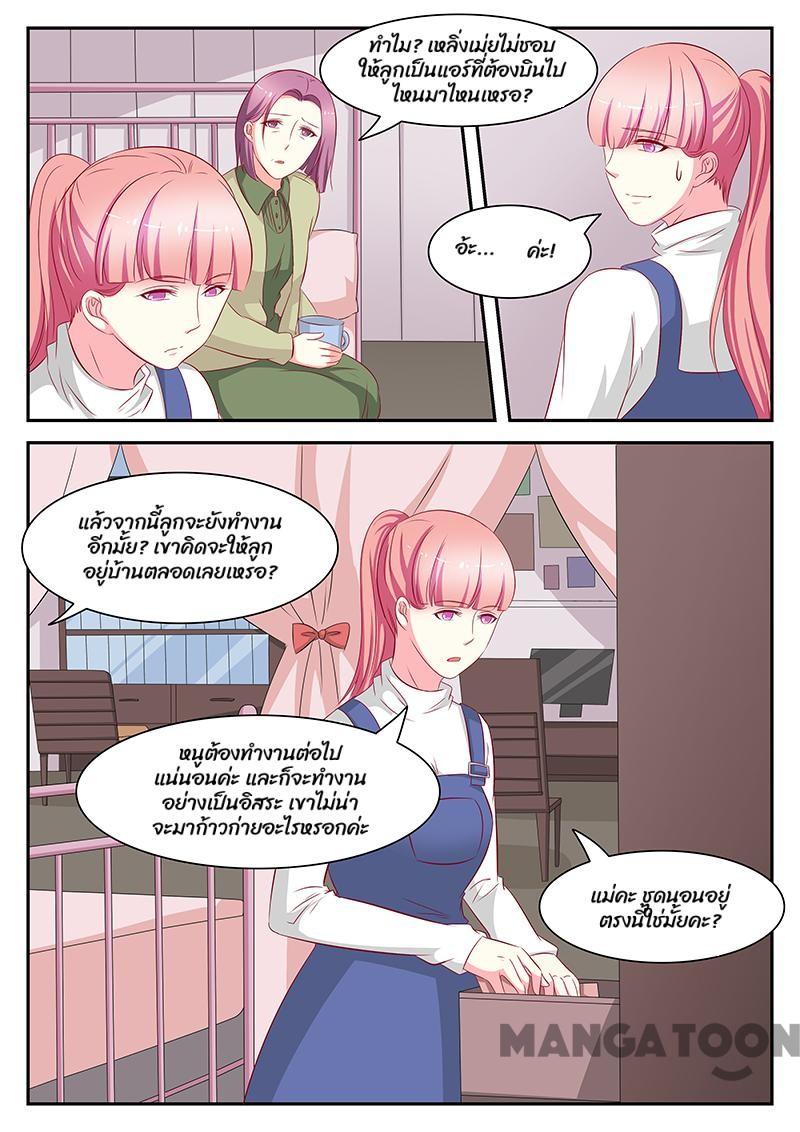 ทำไม? เหลิ่งเม่ยไม่ชอบ
ให้ลูกเป็นแอร์ที่ต้องบินไป
ไหนมาไหนเหรอ?
อ้ะ... ค่ะ!
แล้วจากนี้ลูกจะยังทำงาน
อีกมั้ย? เขาคิดจะให้ลูก
อยู่บ้านตลอดเลยเหรอ?
หนูต้องทำงานต่อไป
แน่นอนค่ะ และก็จะทำงาน
อย่างเป็นอิสระ เขาไม่น่า
จะมาก้าวก่ายอะไรหรอกค่ะ
แม่คะ ชุดนอนอยู่
ตรงนี้ใช่มั้ยคะ?
MANGATOON